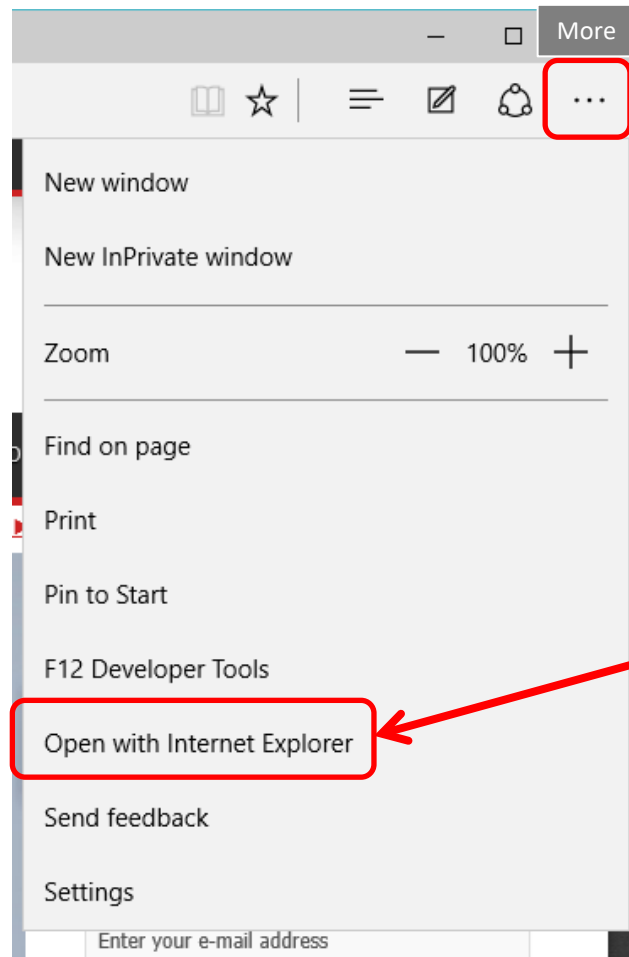 More
New window
New InPrivate window
Zoom — 100% +
Find on page
Print
Pin to Start
F12 Developer Tools
Open with Internet Explorer
Send feedback
Settings
Enter your e-mail address